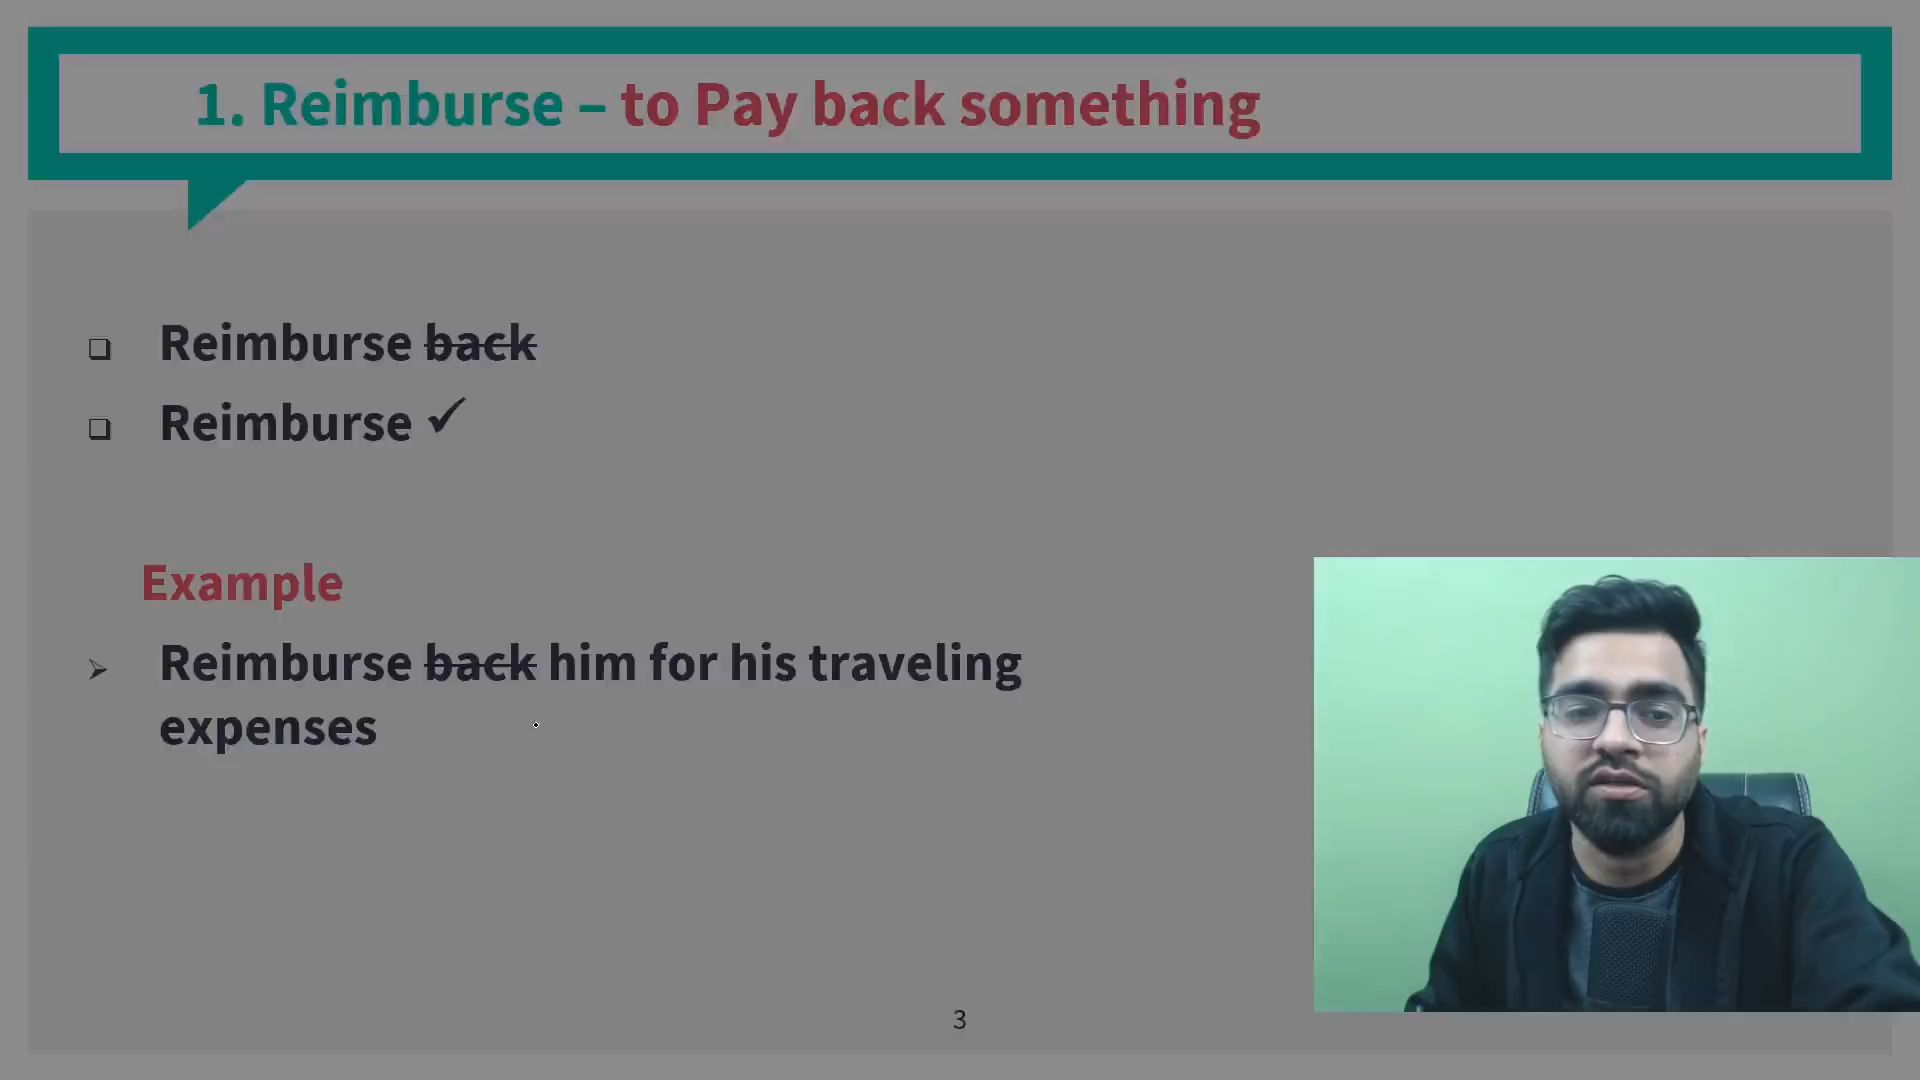 1. Reimburse – to Pay back something
Reimburse back
Reimburse ✓
Example
Reimburse back him for his traveling
expenses
3